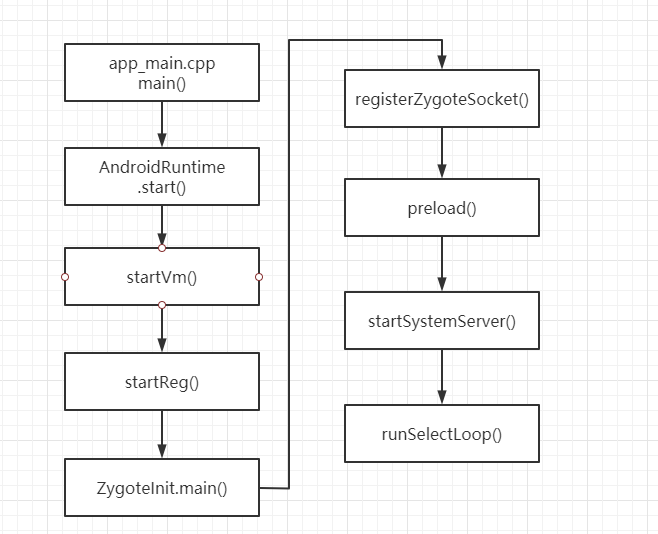 app_main.cpp
main()
AndroidRuntime
.start()
startVm()
startReg()
ZygoteInit.main()
registerZygoteSocket()
preload()
startSystemServer()
runSelectLoop()